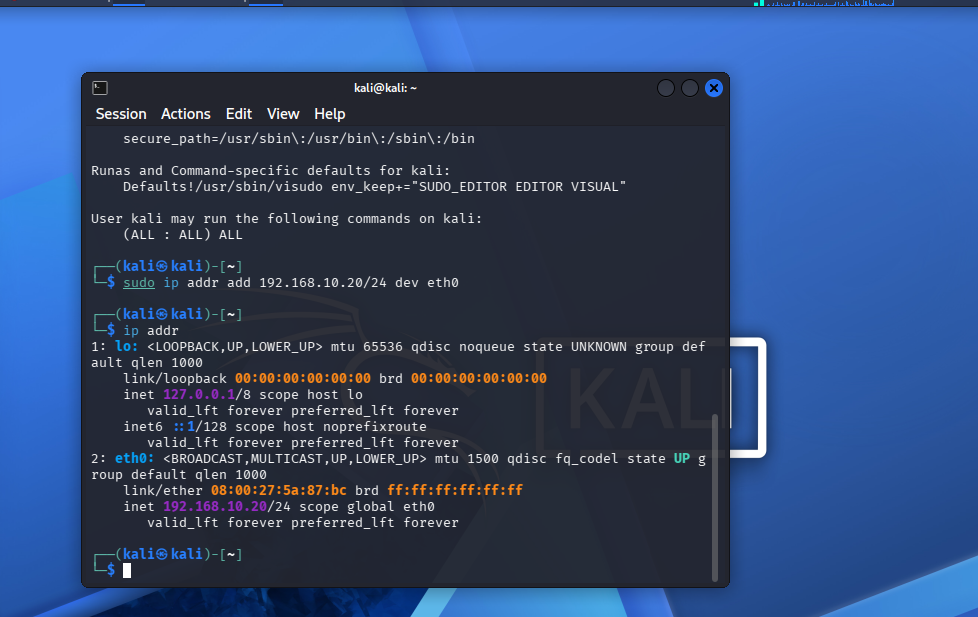 kali@kali: ~
Session Actions Edit View Help
secure_path=/usr/sbin\:/usr/bin\:/sbin\:/bin
Runas and Command-specific defaults for kali:
Defaults!/usr/sbin/visudo env_keep+="SUDO_EDITOR EDITOR VISUAL"
User kali may run the following commands on kali:
(ALL : ALL) ALL
┌──(kali㉿kali)-[~]
└─$ sudo ip addr add 192.168.10.20/24 dev eth0
┌──(kali㉿kali)-[~]
└─$ ip addr
1: lo: <LOOPBACK,UP,LOWER_UP> mtu 65536 qdisc noqueue state UNKNOWN group def
ault qlen 1000
link/loopback 00:00:00:00:00:00 brd 00:00:00:00:00:00
inet 127.0.0.1/8 scope host lo
valid_lft forever preferred_lft forever
inet6 ::1/128 scope host noprefixroute
valid_lft forever preferred_lft forever
2: eth0: <BROADCAST,MULTICAST,UP,LOWER_UP> mtu 1500 qdisc fq_codel state UP g
roup default qlen 1000
link/ether 08:00:27:5a:87:bc brd ff:ff:ff:ff:ff:ff
inet 192.168.10.20/24 scope global eth0
valid_lft forever preferred_lft forever
┌──(kali㉿kali)-[~]
└─$
KALI